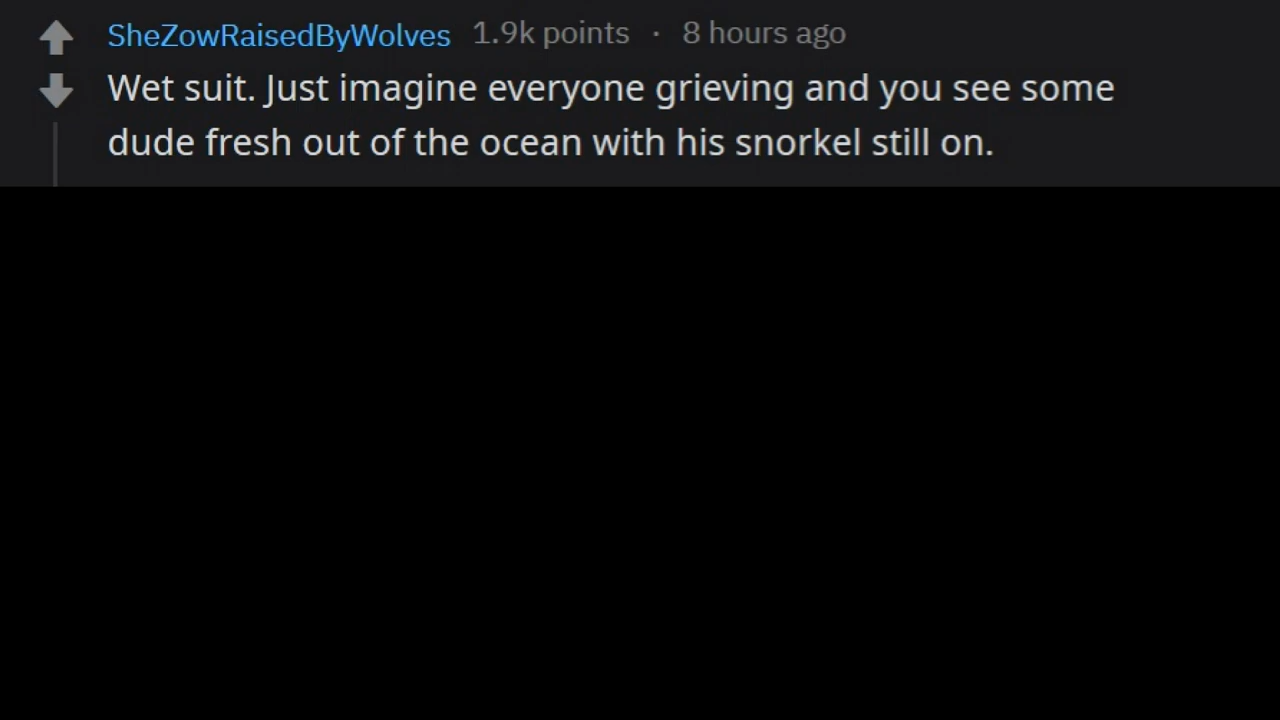 SheZowRaisedByWolves 1.9k points · 8 hours ago
Wet suit. Just imagine everyone grieving and you see some
dude fresh out of the ocean with his snorkel still on.